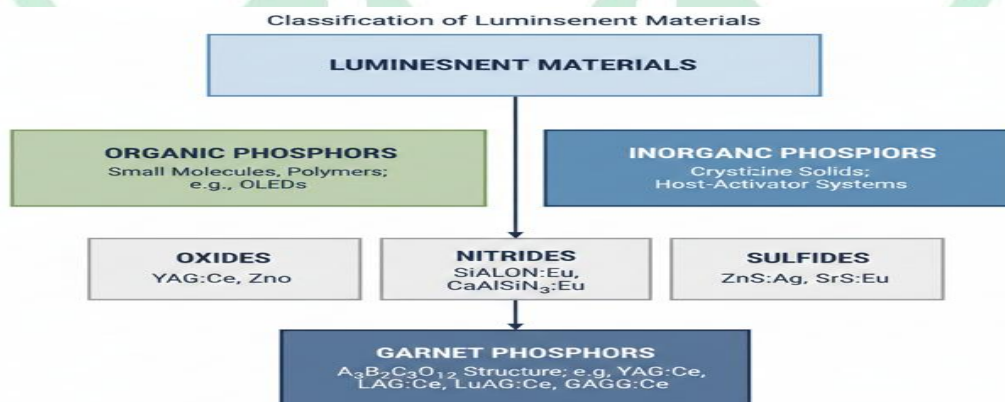 Classification of Luminsenent Materials
LUMINESNENT MATERIALS
ORGANIC PHOSPHORS
Small Molecules, Polymers;
e.g., OLEDs
INORGANC PHOSPIORS
Crystizine Solids;
Host-Activator Systems
OXIDES
YAG:Ce, Zno
NITRIDES
SiALON:Eu,
CaAlSiN₃:Eu
SULFIDES
ZnS:Ag, SrS:Eu
GARNET PHOSPHORS
A₃B₂C₃O₁₂ Structure; e.g, YAG:Ce,
LAG:Ce, LuAG:Ce, GAGG:Ce